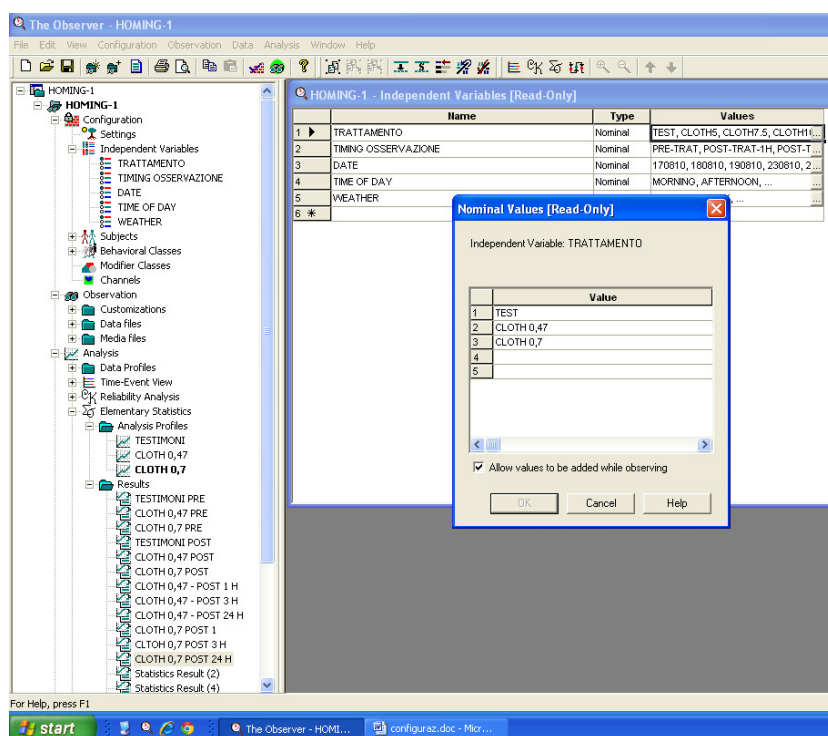 The Observer - HOMING-1
File Edit View Configuration Observation Data Analysis Window Help
HOMING-1
HOMING-1
Configuration
Settings
Independent Variables
TRATTAMENTO
TIMING OSSERVAZIONE
DATE
TIME OF DAY
WEATHER
Subjects
Behavioral Classes
Modifier Classes
Channels
Observation
Customizations
Data files
Media files
Analysis
Data Profiles
Time-Event View
Reliability Analysis
Elementary Statistics
Analysis Profiles
TESTIMONI
CLOTH 0,47
CLOTH 0,7
Results
TESTIMONI PRE
CLOTH 0,47 PRE
CLOTH 0,7 PRE
TESTIMONI POST
CLOTH 0,47 POST
CLOTH 0,7 POST
CLOTH 0,47 - POST 1 H
CLOTH 0,47 - POST 3 H
CLOTH 0,47 - POST 24 H
CLOTH 0,7 POST 1
CLTOH 0,7 POST 3 H
CLOTH 0,7 POST 24 H
Statistics Result (2)
Statistics Result (4)
HOMING-1 - Independent Variables [Read-Only]
Name Type Values
1 TRATTAMENTO Nominal TEST, CLOTH5, CLOTH7.5, CLOTH1(...
2 TIMING OSSERVAZIONE Nominal PRE-TRAT, POST-TRAT-1H, POST-T...
3 DATE Nominal 170810, 180810, 190810, 230810, 2...
4 TIME OF DAY Nominal MORNING, AFTERNOON, ... ...
5 WEATHER , ... ...
6 *
Nominal Values [Read-Only]
Independent Variable: TRATTAMENTO
Value
1 TEST
2 CLOTH 0,47
3 CLOTH 0,7
4
5
Allow values to be added while observing
OK Cancel Help
For Help, press F1
start The Observer - HOMI... configuraz.doc - Micr...